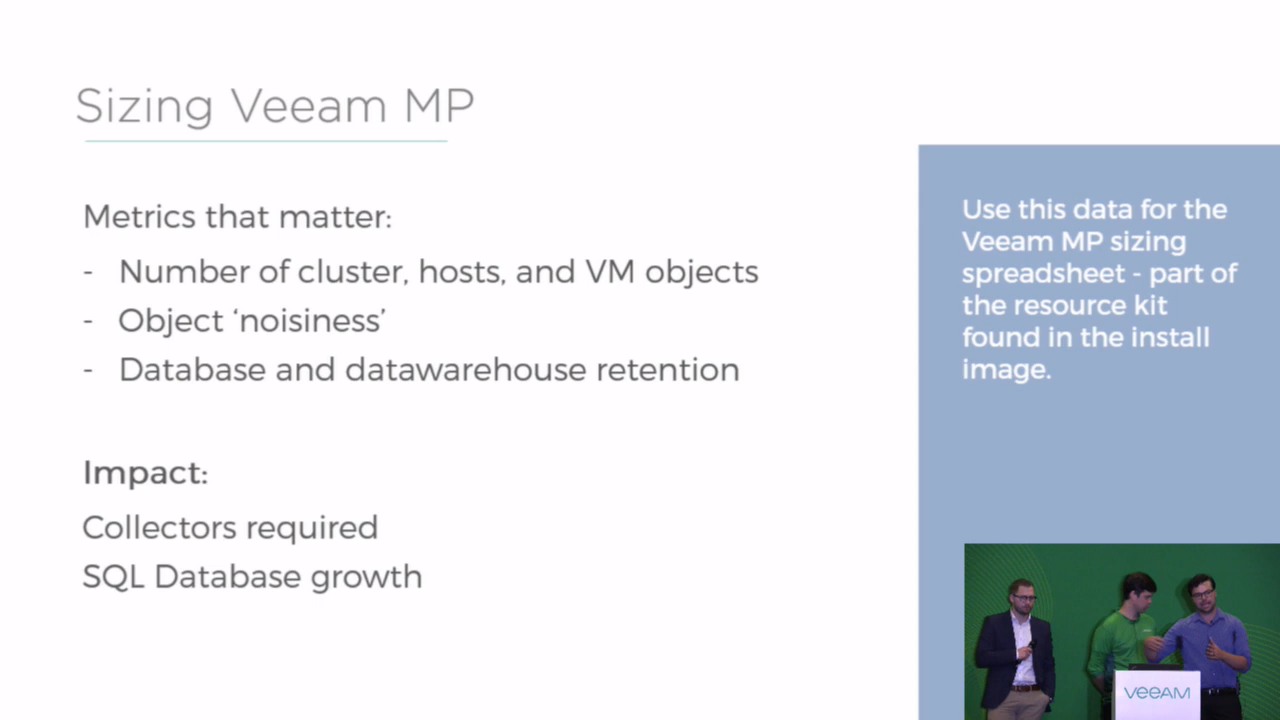 Sizing Veeam MP
Metrics that matter:
- Number of cluster, hosts, and VM objects
- Object ‘noisiness’
- Database and datawarehouse retention
Impact:
Collectors required
SQL Database growth
Use this data for the
Veeam MP sizing
spreadsheet - part of
the resource kit
found in the install
image.
veeAM